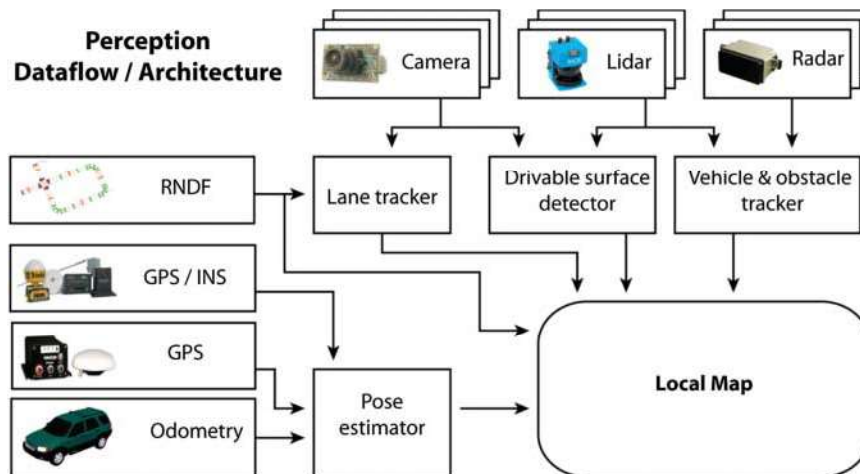 Perception
Dataflow / Architecture
Camera
Lidar
Radar
RNDF
Lane tracker
Drivable surface
detector
Vehicle & obstacle
tracker
GPS / INS
GPS
Odometry
Pose
estimator
Local Map